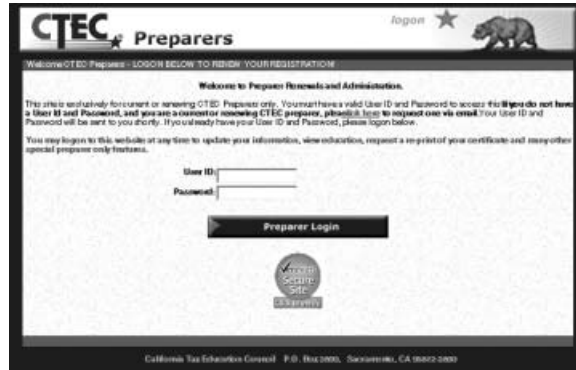 CTEC Preparers
logon
Welcome CTEC Preparers - LOGON BELOW TO RENEW YOUR REGISTRATION!
Welcome to Preparer Renewals and Administration.
This site is exclusively for current or renewing CTEC Preparers only. You must have a valid User ID and Password to access this If you do not have
a User Id and Password, and you are a current or renewing CTEC preparer, please click here to request one via email. Your User ID and
Password will be sent to you shortly. If you already have your User ID and Password, please logon below.
You may logon to this website at any time to update your information, view education, request a re-print of your certificate and many other
special preparer only features.
User ID:
Password:
Preparer Login
Secure
Site
California Tax Education Council P.O. Box 2890, Sacramento, CA